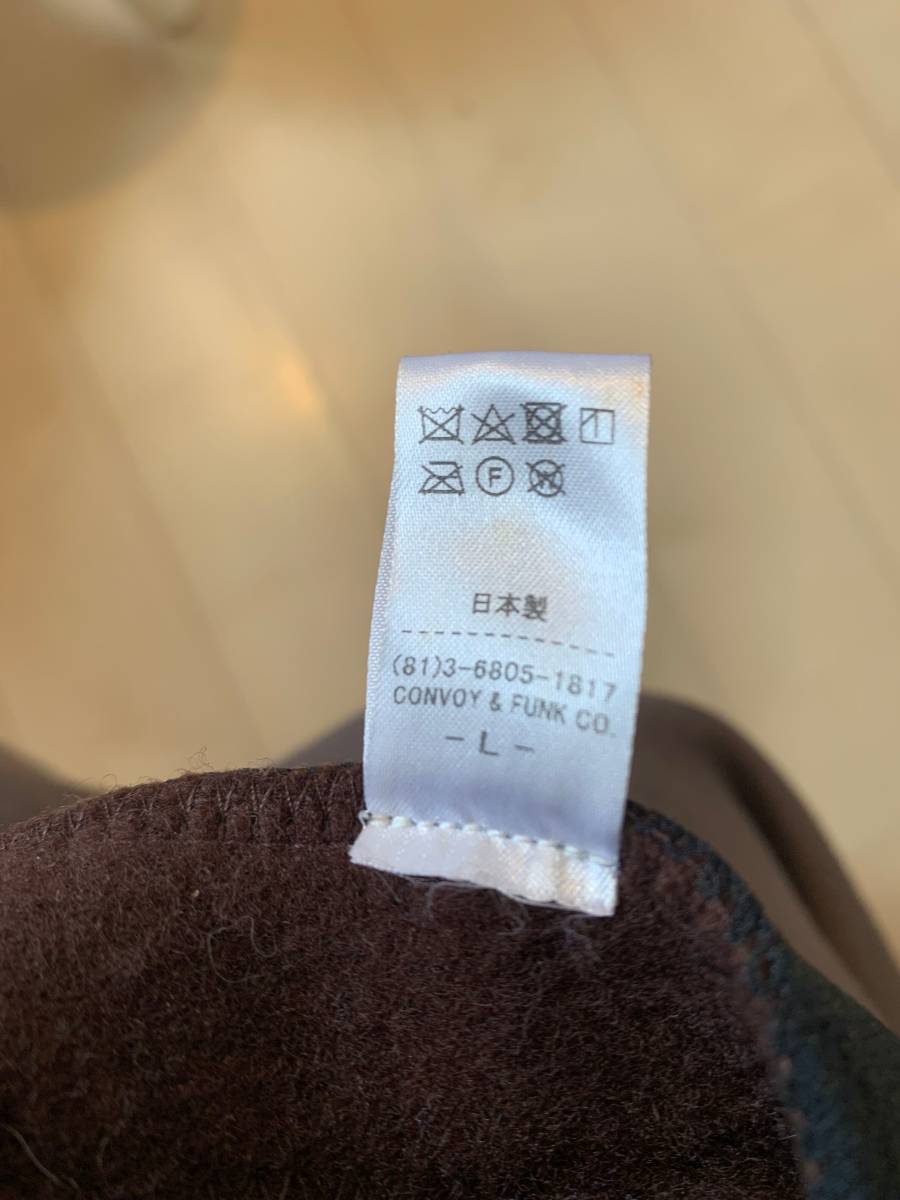 F
W
日本製
(81)3-6805-1817
CONVOY & FUNK CO.
- L -